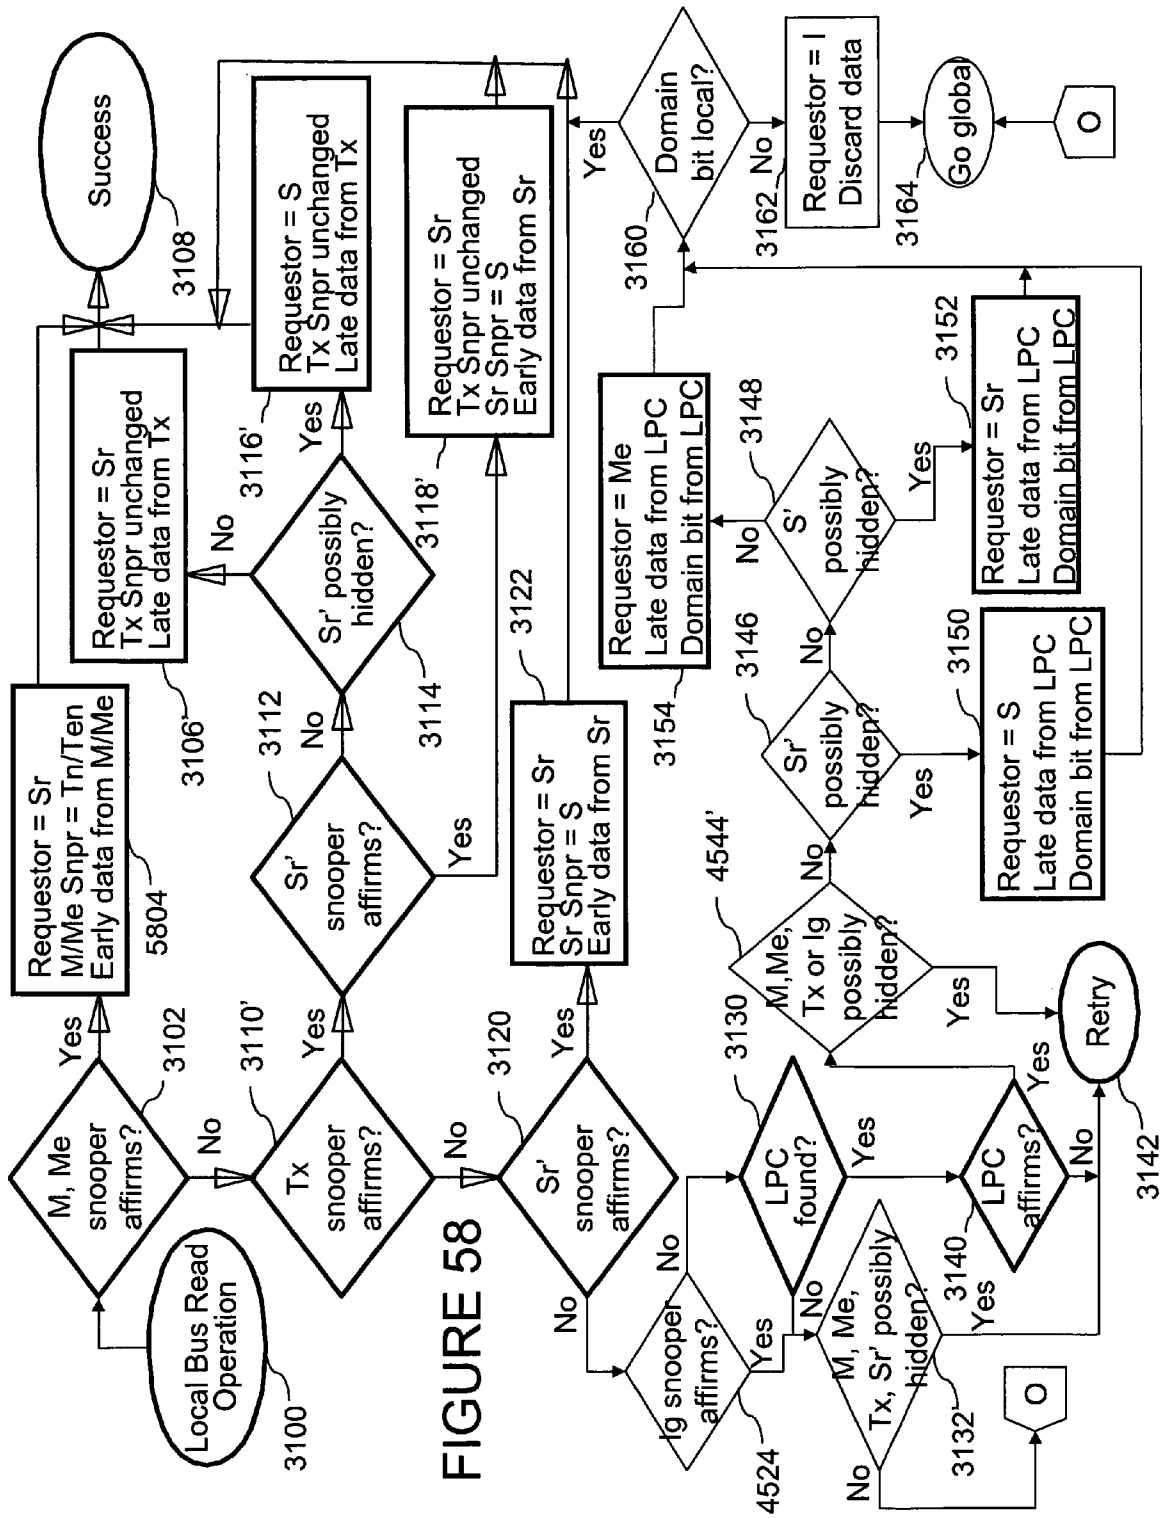 Local Bus Read
Operation
3100
M, Me
snooper
affirms?
3102
Yes
No
Requestor = Sr
M/Me Snpr = Tn/Ten
Early data from M/Me
5804
Requestor = Sr
Tx Snpr unchanged
Late data from Tx
3106'
Success
3108
Tx
snooper
affirms?
3110'
Yes
No
Sr'
snooper
affirms?
3112
No
Yes
Sr' possibly
hidden?
3114
No
Yes
Requestor = S
Tx Snpr unchanged
Late data from Tx
3116'
Requestor = Sr
Tx Snpr unchanged
Sr Snpr = S
Early data from Sr
3118'
FIGURE 58
Sr'
snooper
affirms?
3120
Yes
No
Requestor = Sr
Sr Snpr = S
Early data from Sr
3122
Ig snooper
affirms?
4524
No
Yes
LPC
found?
3130
No
Yes
M, Me,
Tx, Sr' possibly
hidden?
3132'
No
Yes
O
LPC
affirms?
3140
Yes
No
Retry
3142
M,Me,
Tx or Ig
possibly
hidden?
4544'
No
Yes
Sr'
possibly
hidden?
3146
No
Yes
S'
possibly
hidden?
3148
No
Yes
Requestor = S
Late data from LPC
Domain bit from LPC
3150
Requestor = Sr
Late data from LPC
Domain bit from LPC
3152
Requestor = Me
Late data from LPC
Domain bit from LPC
3154
Domain
bit local?
3160
Yes
No
Requestor = I
Discard data
3162
Go global
3164
O